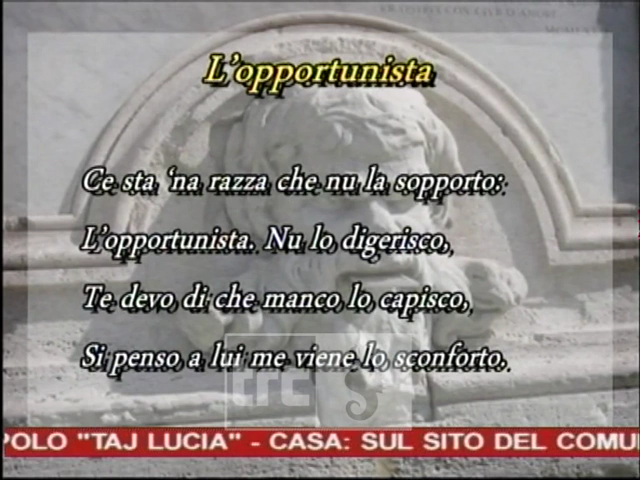 L'opportunista
Ce sta 'na razza che nu la sopporto:
L'opportunista. Nu lo digerisco,
Te devo di che manco lo capisco,
Si penso a lui me viene lo sconforto.
trc
POLO "TAJ LUCIA" - CASA: SUL SITO DEL COMU